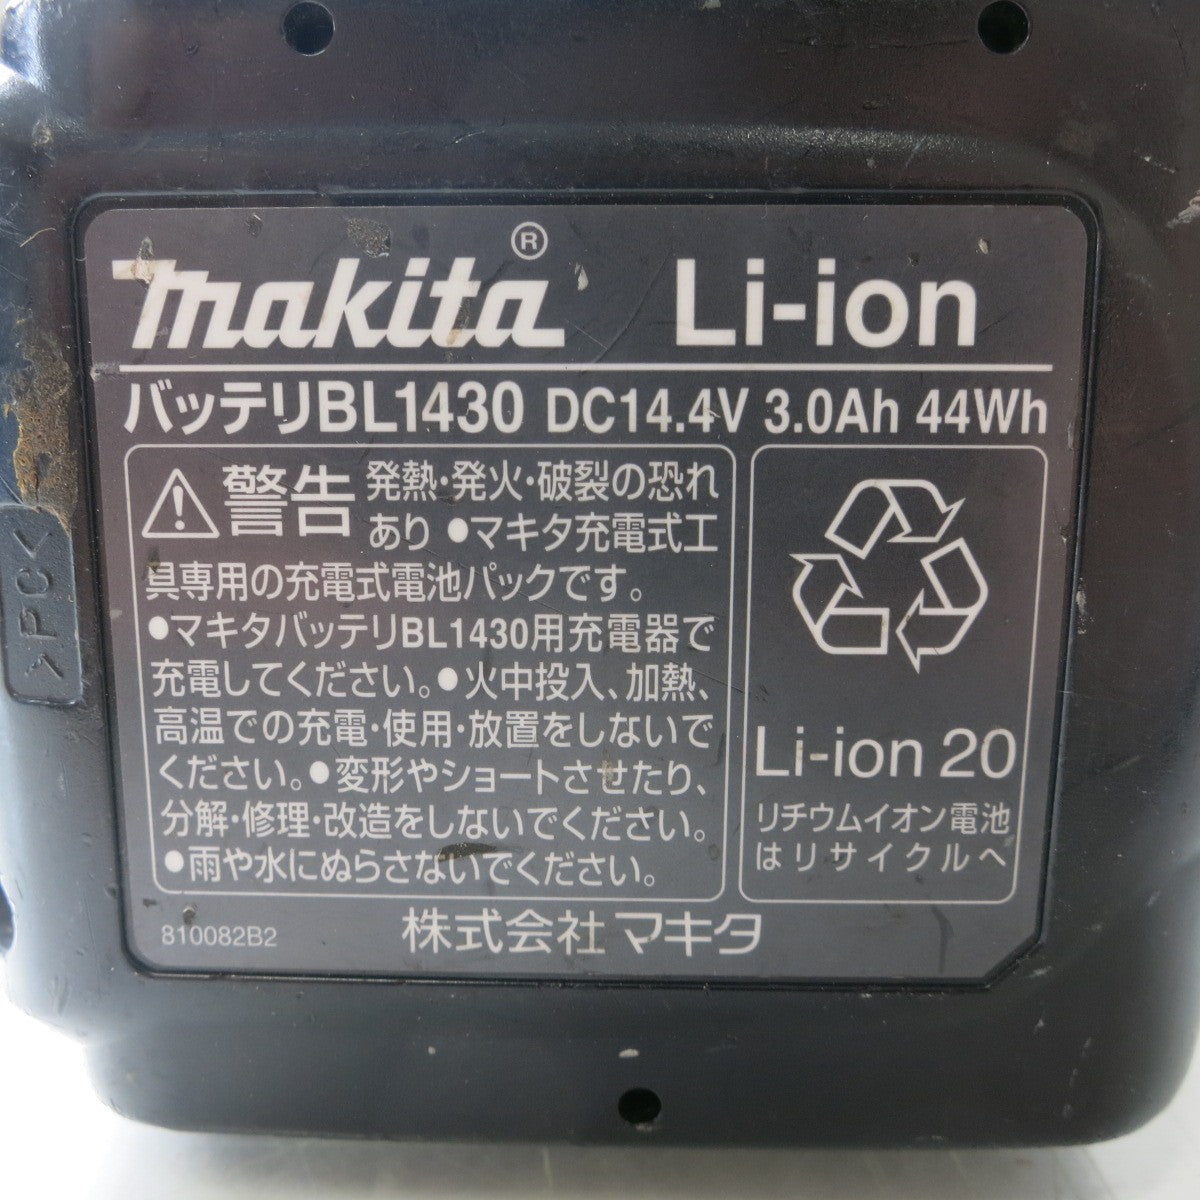 makita® Li-ion
バッテリBL1430 DC14.4V 3.0Ah 44Wh
警告 発熱・発火・破裂の恐れ
あり ●マキタ充電式工
具専用の充電式電池パックです。
●マキタバッテリBL1430用充電器で
充電してください。●火中投入、加熱、
高温での充電・使用・放置をしないで
ください。●変形やショートさせたり、
分解・修理・改造をしないでください。
●雨や水にぬらさないでください。
Li-ion 20
リチウムイオン電池
はリサイクルへ
810082B2 株式会社マキタ
>PC<